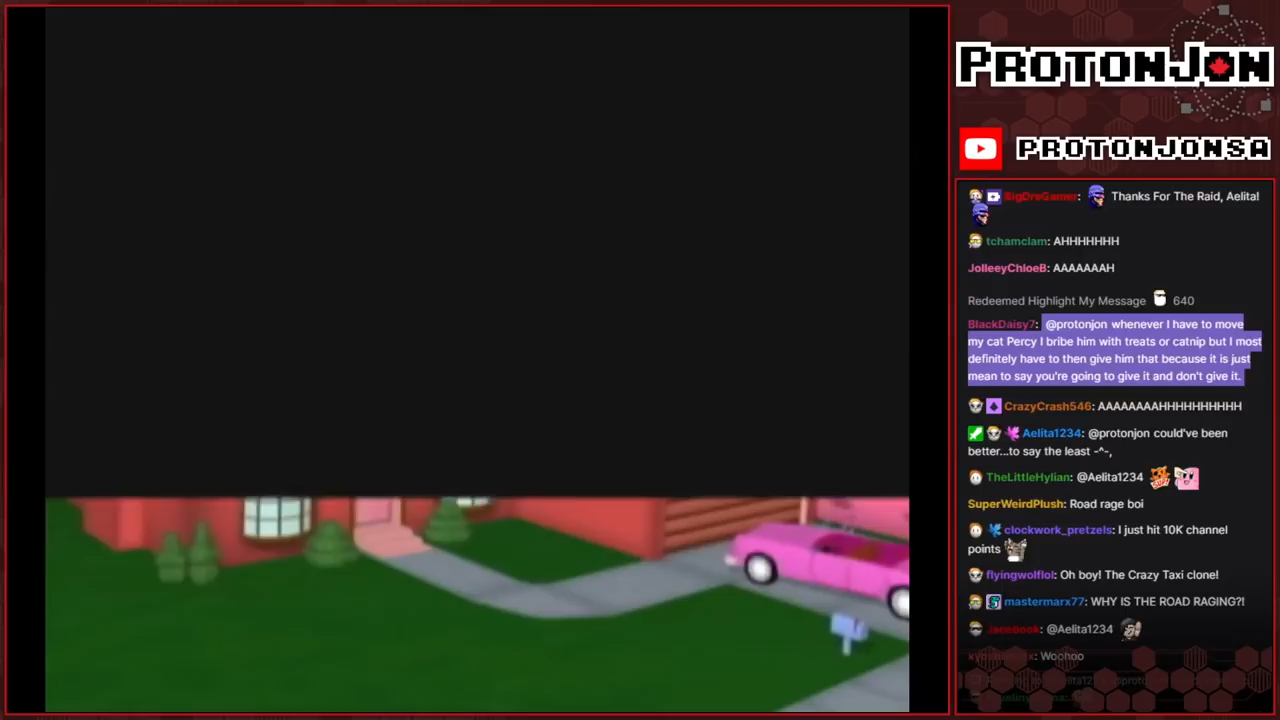 PROTONJON
PROTONJONSA
BigDroGamer: Thanks For The Raid, Aelita!
tchamclam: AHHHHHHH
JolleeyChloeB: AAAAAAAH
Redeemed Highlight My Message 640
BlackDaisy7: @protonjon whenever I have to move
my cat Percy I bribe him with treats or catnip but I most
definitely have to then give him that because it is just
mean to say you're going to give it and don't give it.
CrazyCrash546: AAAAAAAAHHHHHHHHHH
Aelita1234: @protonjon could've been
better...to say the least -^-,
TheLittleHylian: @Aelita1234
SuperWeirdPlush: Road rage boi
clockwork_pretzels: I just hit 10K channel
points
flyingwolflol: Oh boy! The Crazy Taxi clone!
mastermarx77: WHY IS THE ROAD RAGING?!
@Aelita1234
Woohoo